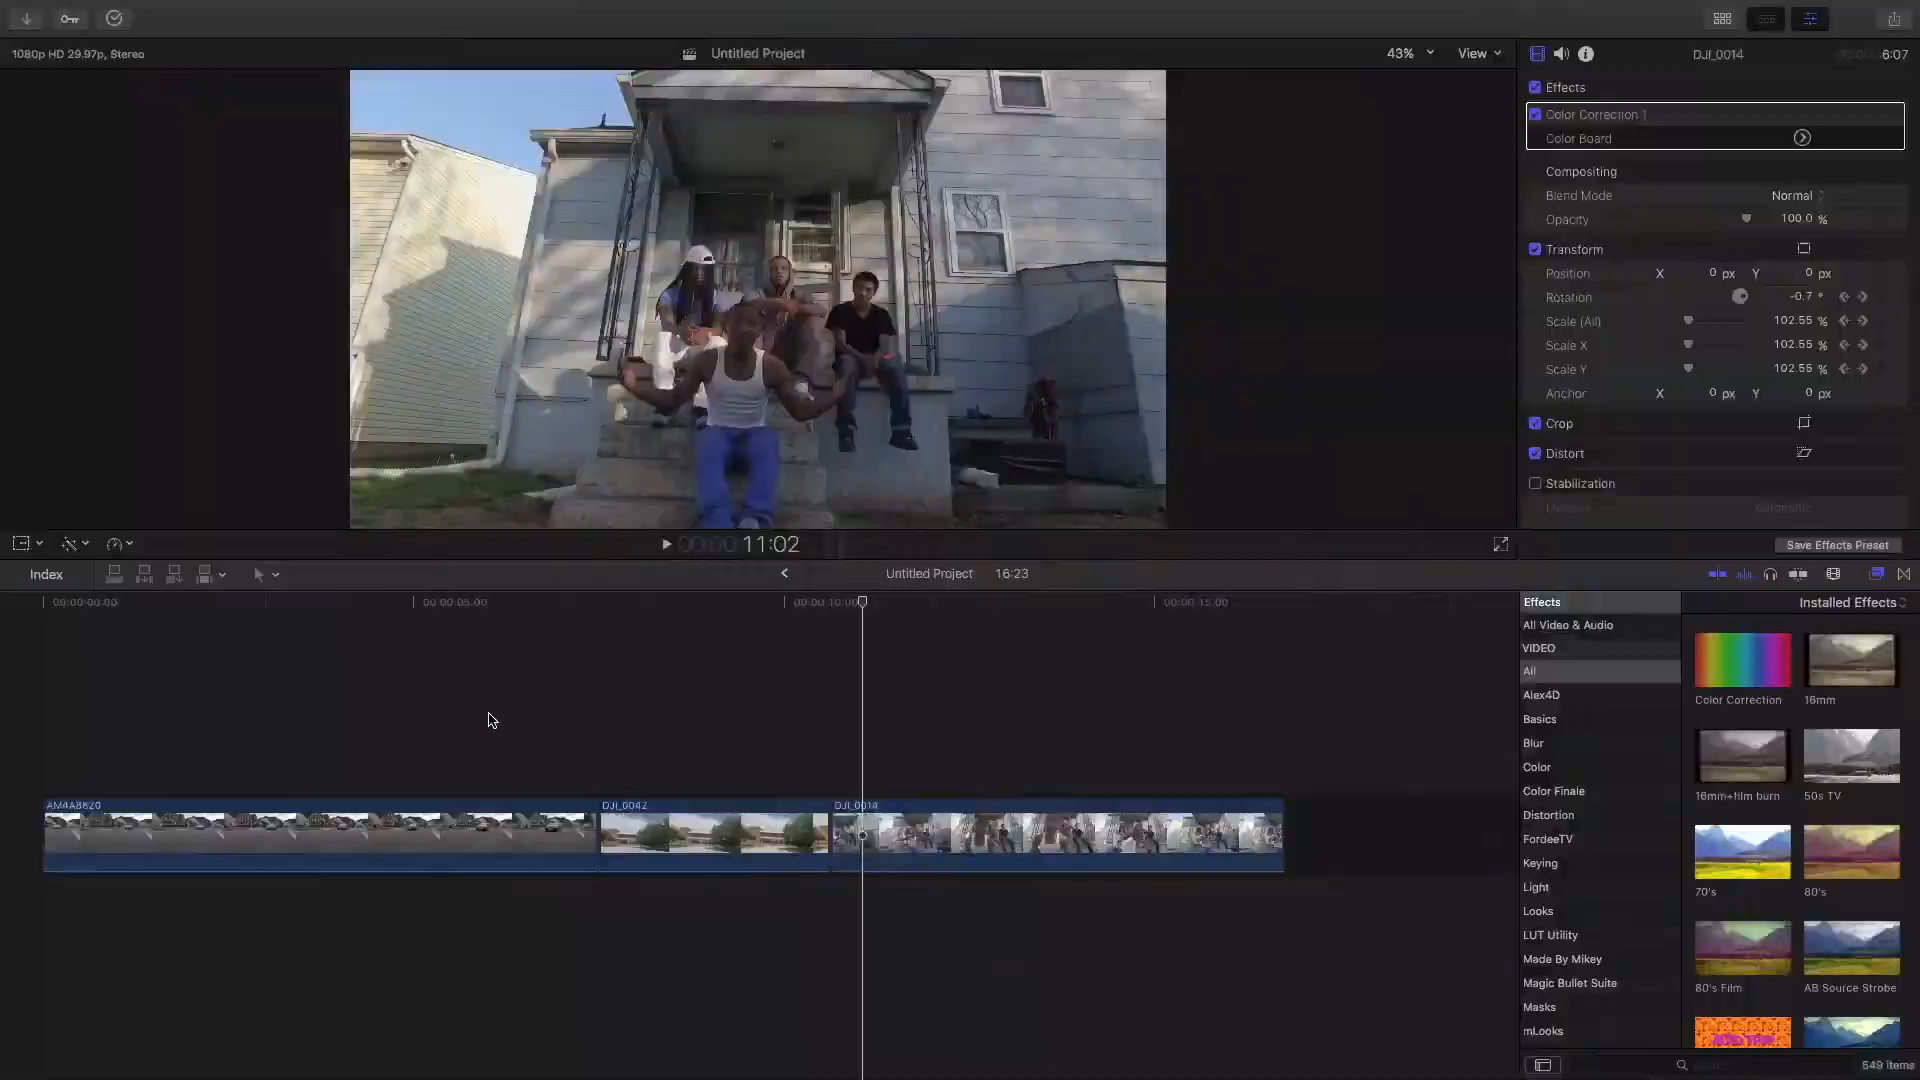 1080p HD 29.97p, Stereo
Untitled Project
43%
View
DJI_0014
6:07
Effects
Color Correction 1
Color Board
Compositing
Blend Mode
Normal
Opacity
100.0 %
Transform
Position X 0 px Y 0 px
Rotation
-0.7 °
Scale (All)
102.55 %
Scale X
102.55 %
Scale Y
102.55 %
Anchor X 0 px Y 0 px
Crop
Distort
Stabilization
Automatic
00:00: 11:02
Save Effects Preset
Index
Untitled Project
16:23
00:00:00:00
00:00:05:00
00:00:10:00
00:00:15:00
AM4A8820
DJI_0042
DJI_0014
Effects
Installed Effects
All Video & Audio
VIDEO
All
Alex4D
Basics
Blur
Color
Color Finale
Distortion
FordeeTV
Keying
Light
Looks
LUT Utility
Made By Mikey
Magic Bullet Suite
Masks
mLooks
Color Correction
16mm
16mm+film burn
50s TV
70's
80's
80's Film
AB Source Strobe
ACID TRIP
549 items